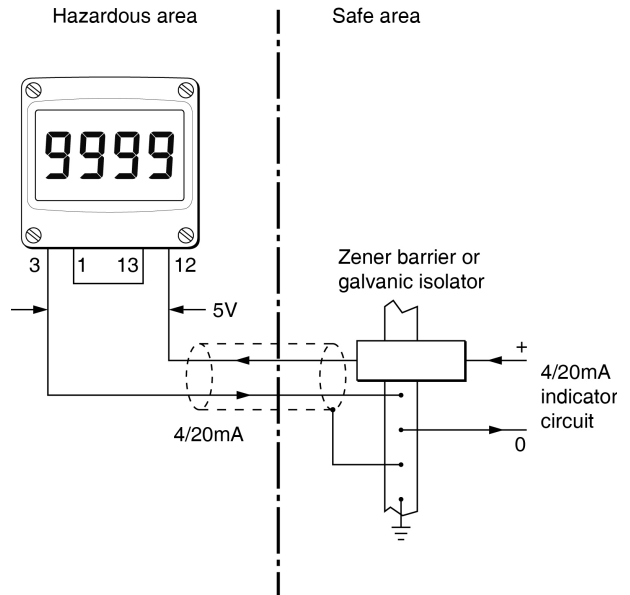 Hazardous area
Safe area
9999
3
1
13
12
5V
Zener barrier or
galvanic isolator
+
4/20mA
indicator
circuit
0
4/20mA